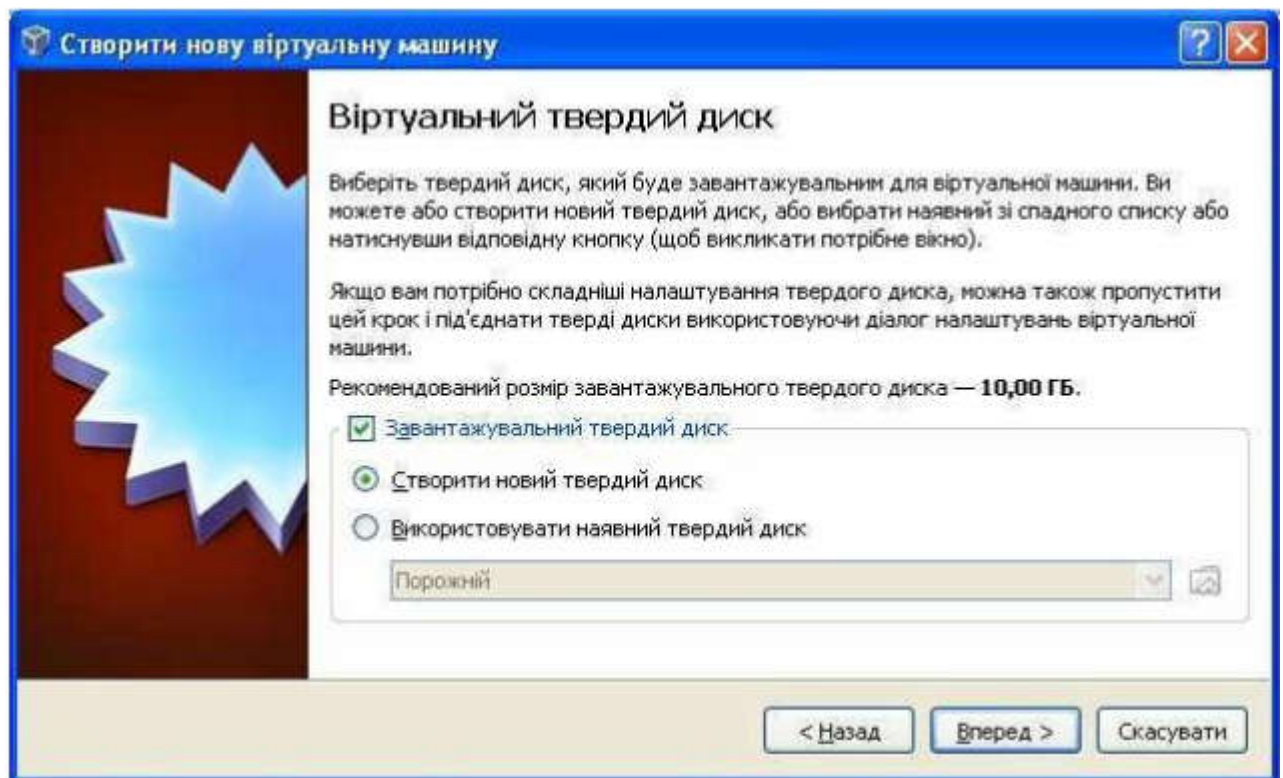 Створити нову віртуальну машину
Віртуальний твердий диск
Виберіть твердий диск, який буде завантажувальним для віртуальної машини. Ви
можете або створити новий твердий диск, або вибрати наявний зі спадного списку або
натиснувши відповідну кнопку (щоб викликати потрібне вікно).
Якщо вам потрібно складніші налаштування твердого диска, можна також пропустити
цей крок і під'єднати тверді диски використовуючи діалог налаштувань віртуальної
машини.
Рекомендований розмір завантажувального твердого диска — 10,00 ГБ.
Завантажувальний твердий диск
Створити новий твердий диск
Використовувати наявний твердий диск
Порожній
< Назад Вперед > Скасувати